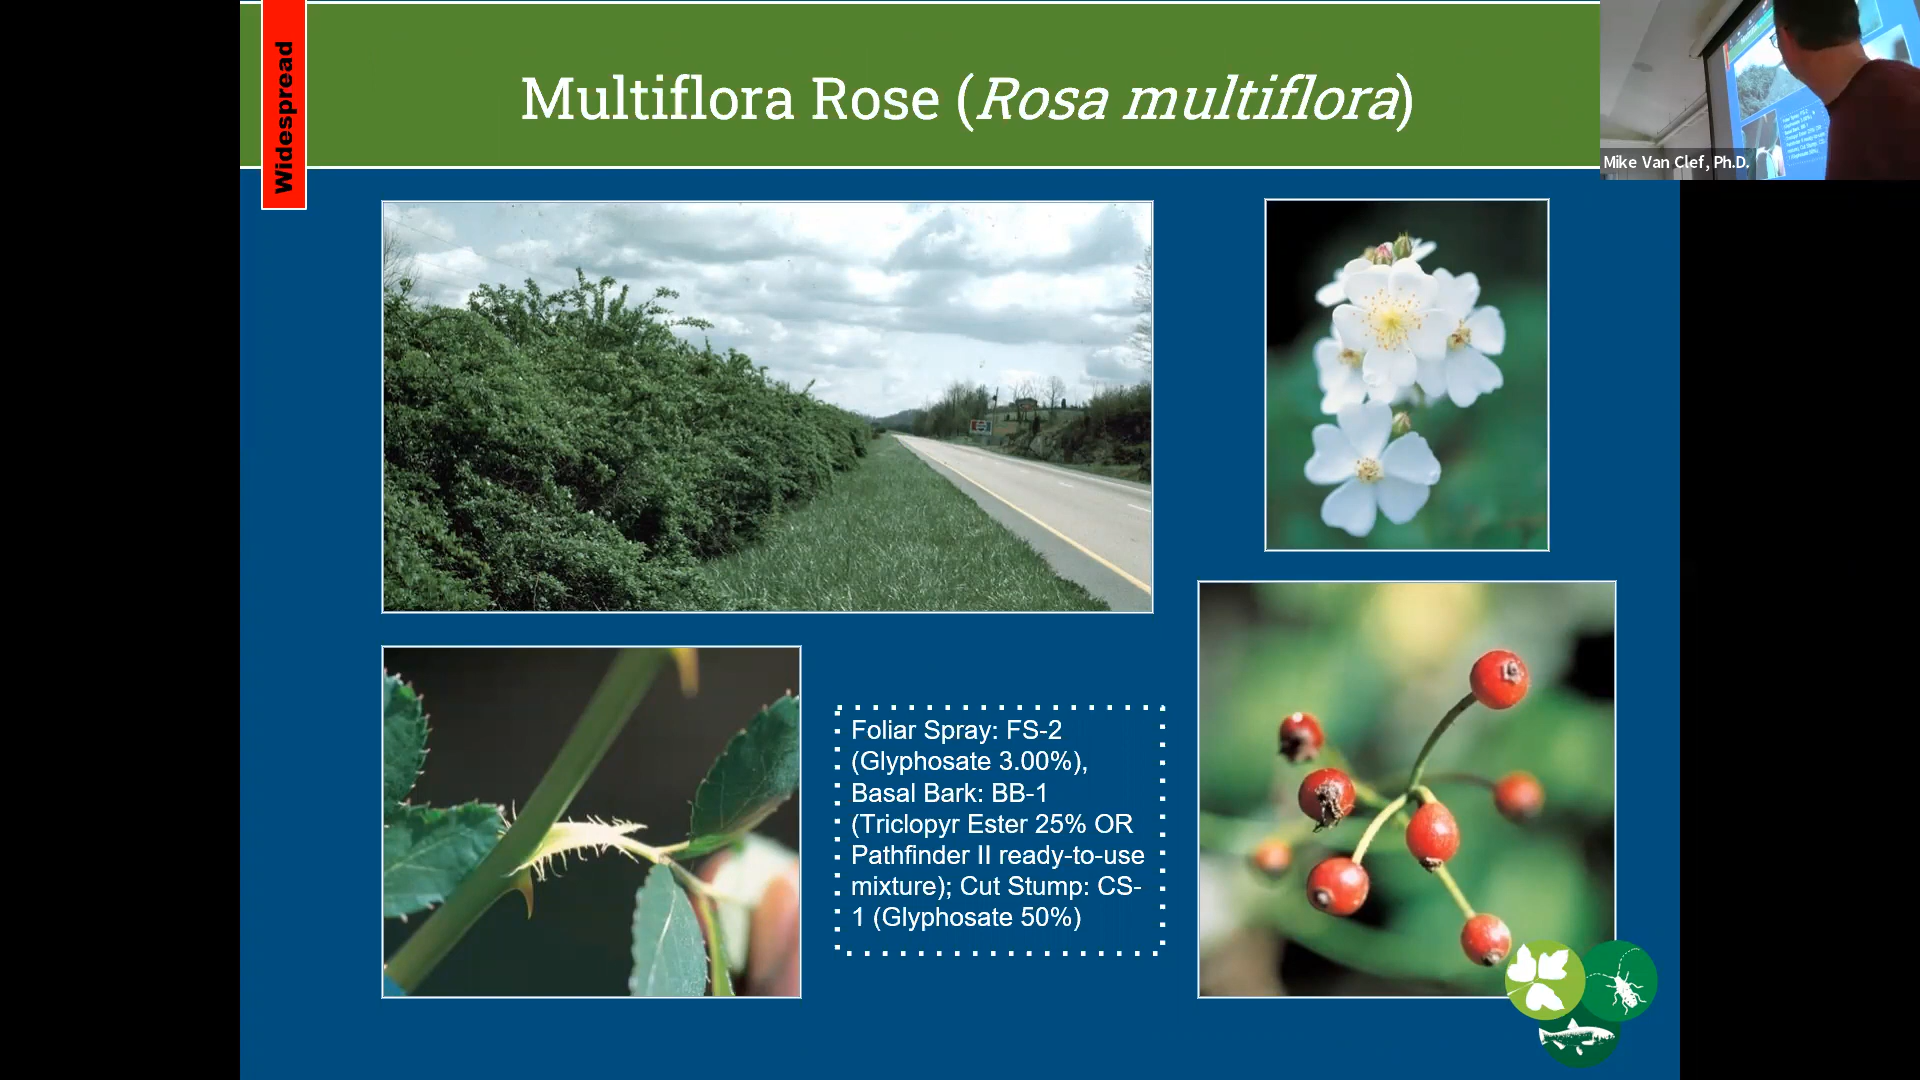 Widespread
Multiflora Rose (Rosa multiflora)
Mike Van Clef, Ph.D.
Foliar Spray: FS-2
(Glyphosate 3.00%),
Basal Bark: BB-1
(Triclopyr Ester 25% OR
Pathfinder II ready-to-use
mixture); Cut Stump: CS-
1 (Glyphosate 50%)